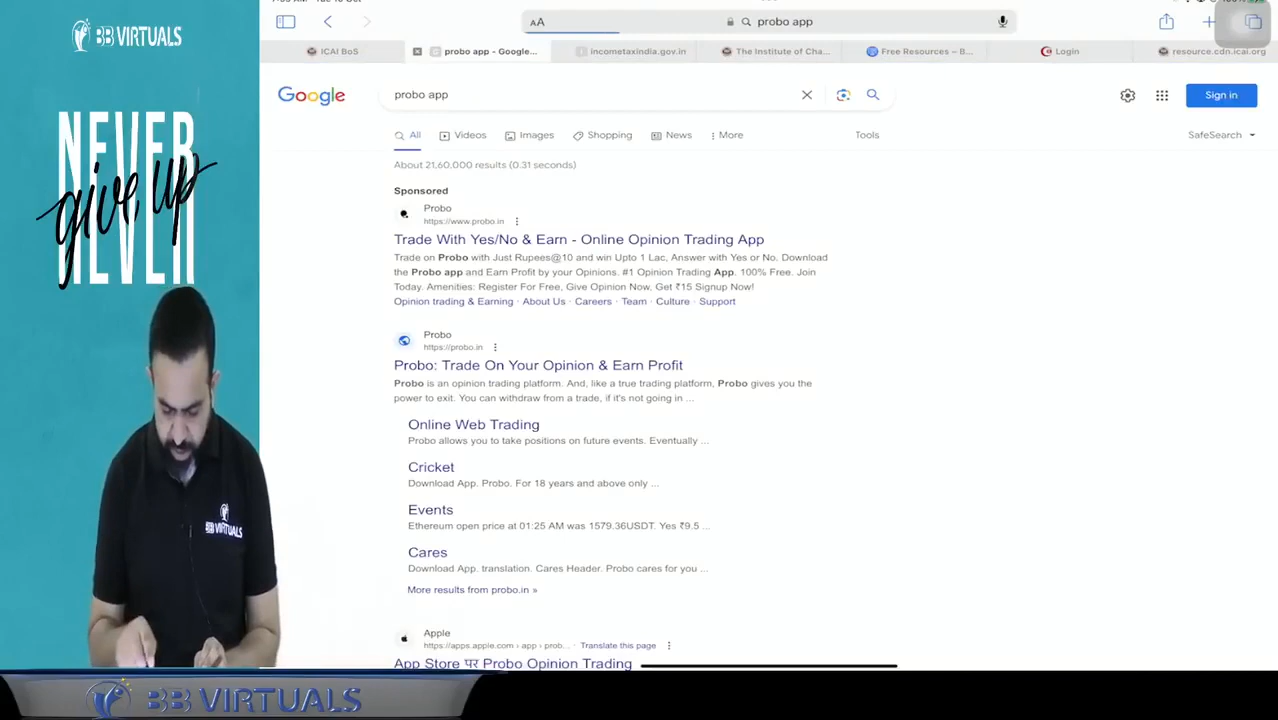 BB VIRTUALS
NEVER
give up
NEVER
BB VIRTUALS
BB VIRTUALS
AA
probo app
ICAI BoS
probo app - Google...
incometaxindia.gov.in
The Institute of Cha...
Free Resources – B...
Login
resource.cdn.icai.org
Google
probo app
Sign in
All
Videos
Images
Shopping
News
More
Tools
SafeSearch
About 21,60,000 results (0.31 seconds)
Sponsored
Probo
https://www.probo.in
Trade With Yes/No & Earn - Online Opinion Trading App
Trade on Probo with Just Rupees@10 and win Upto 1 Lac, Answer with Yes or No. Download
the Probo app and Earn Profit by your Opinions. #1 Opinion Trading App. 100% Free. Join
Today. Amenities: Register For Free, Give Opinion Now, Get ₹15 Signup Now!
Opinion trading & Earning · About Us · Careers · Team · Culture · Support
Probo
https://probo.in
Probo: Trade On Your Opinion & Earn Profit
Probo is an opinion trading platform. And, like a true trading platform, Probo gives you the
power to exit. You can withdraw from a trade, if it's not going in ...
Online Web Trading
Probo allows you to take positions on future events. Eventually ...
Cricket
Download App. Probo. For 18 years and above only ...
Events
Ethereum open price at 01:25 AM was 1579.36USDT. Yes ₹9.5 ...
Cares
Download App. translation. Cares Header. Probo cares for you ...
More results from probo.in »
Apple
https://apps.apple.com › app › prob... · Translate this page
App Store पर Probo Opinion Trading